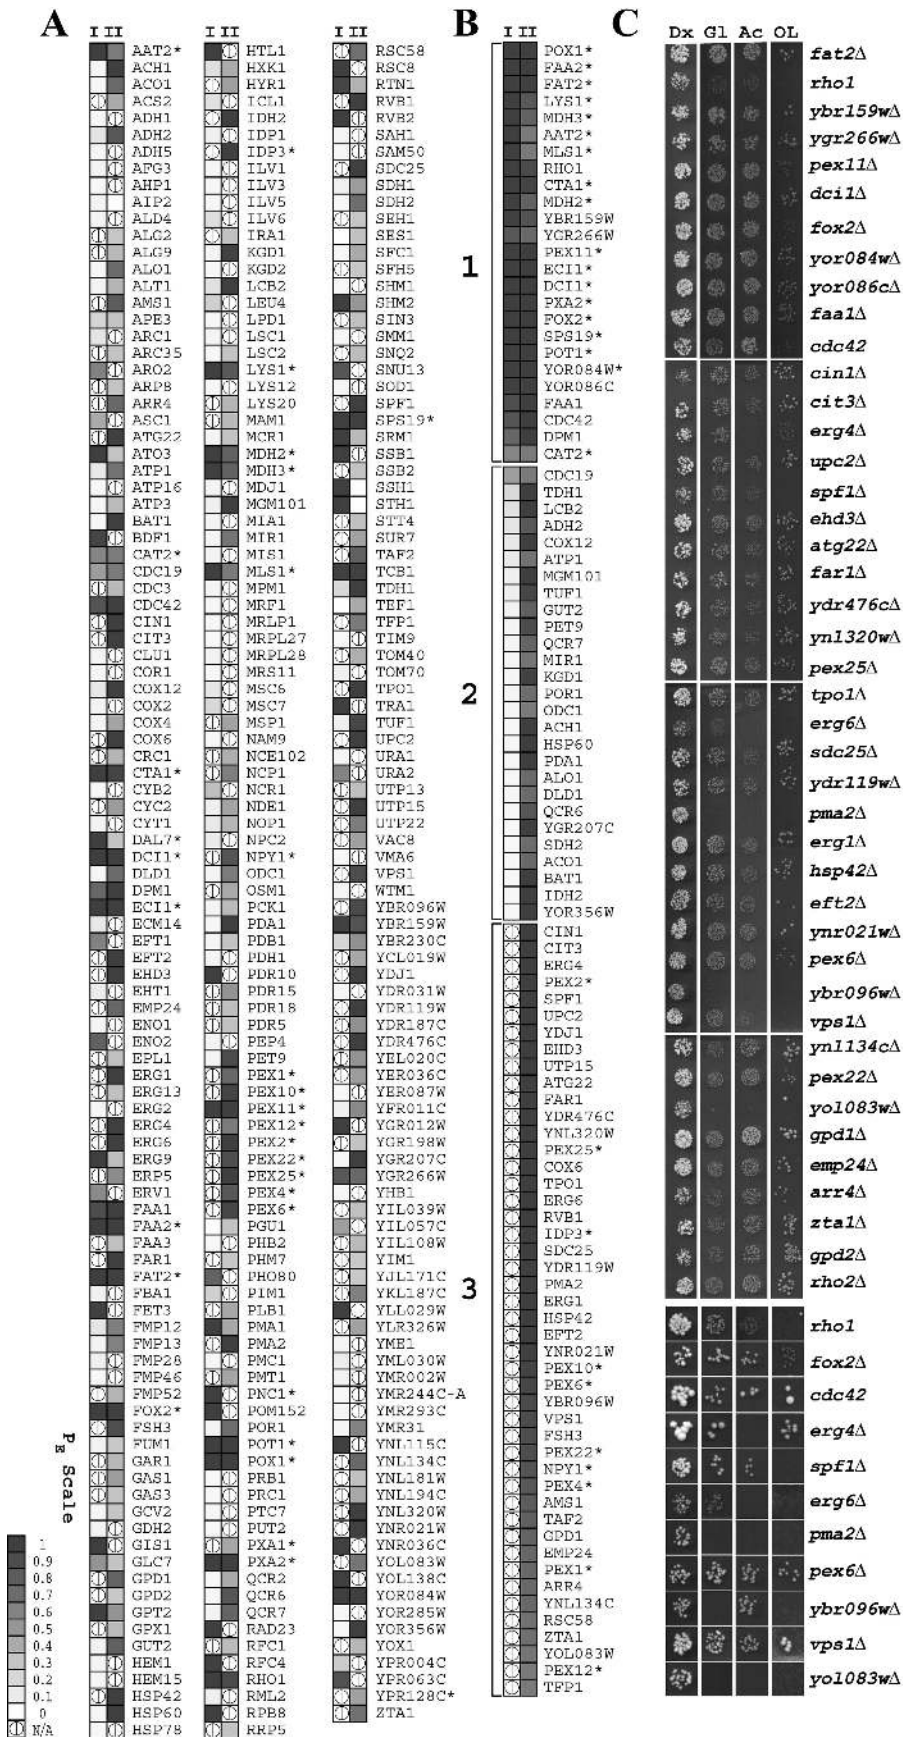 A
I II
AAT2*
ACH1
ACO1
ACS2
ADH1
ADH2
ADH5
AFG3
AHP1
AIP2
ALD4
ALG2
ALG9
ALO1
ALT1
AMS1
APE3
ARC1
ARC35
ARO2
ARP8
ARR4
ASC1
ATG22
ATO3
ATP1
ATP16
ATP3
BAT1
BDF1
CAT2*
CDC19
CDC3
CDC42
CIN1
CIT3
CLU1
COR1
COX12
COX2
COX4
COX6
CRC1
CTA1*
CYB2
CYC2
CYT1
DAL7*
DCI1*
DLD1
DPM1
ECI1*
ECM14
EFT1
EFT2
EHD3
EHT1
EMP24
ENO1
ENO2
EPL1
ERG1
ERG13
ERG2
ERG4
ERG6
ERG9
ERP5
ERV1
FAA1
FAA2*
FAA3
FAR1
FAT2*
FBA1
FET3
FMP12
FMP13
FMP28
FMP46
FMP52
FOX2*
FSH3
FUM1
GAR1
GAS1
GAS3
GCV2
GDH2
GIS1
GLC7
GPD1
GPD2
GPT2
GPX1
GUT2
HEM1
HEM15
HSP42
HSP60
HSP78
I II
HTL1
HXK1
HYR1
ICL1
IDH2
IDP1
IDP3*
ILV1
ILV3
ILV5
ILV6
IRA1
KGD1
KGD2
LCB2
LEU4
LPD1
LSC1
LSC2
LYS1*
LYS12
LYS20
MAM1
MCR1
MDH2*
MDH3*
MDJ1
MGM101
MIA1
MIR1
MIS1
MLS1*
MPM1
MRF1
MRLP1
MRPL27
MRPL28
MRS11
MSC6
MSC7
MSP1
NAM9
NCE102
NCP1
NCR1
NDE1
NOP1
NPC2
NPY1*
ODC1
OSM1
PCK1
PDA1
PDB1
PDH1
PDR10
PDR15
PDR18
PDR5
PEP4
PET9
PEX1*
PEX10*
PEX11*
PEX12*
PEX2*
PEX22*
PEX25*
PEX4*
PEX6*
PGU1
PHB2
PHM7
PHO80
PIM1
PLB1
PMA1
PMA2
PMC1
PMT1
PNC1*
POM152
POR1
POT1*
POX1*
PRB1
PRC1
PTC7
PUT2
PXA1*
PXA2*
QCR2
QCR6
QCR7
RAD23
RFC1
RFC4
RHO1
RML2
RPB8
RRP5
I II
RSC58
RSC8
RTN1
RVB1
RVB2
SAH1
SAM50
SDC25
SDH1
SDH2
SEH1
SES1
SFC1
SFH5
SHM1
SHM2
SIN3
SMM1
SNQ2
SNU13
SOD1
SPF1
SPS19*
SRM1
SSB1
SSB2
SSH1
STH1
STT4
SUR7
TAF2
TCB1
TDH1
TEF1
TFP1
TIM9
TOM40
TOM70
TPO1
TRA1
TUF1
UPC2
URA1
URA2
UTP13
UTP15
UTP22
VAC8
VMA6
VPS1
WTM1
YBR096W
YBR159W
YBR230C
YCL019W
YDJ1
YDR031W
YDR119W
YDR187C
YDR476C
YEL020C
YER036C
YER087W
YFR011C
YGR012W
YGR198W
YGR207C
YGR266W
YHB1
YIL039W
YIL057C
YIL108W
YIM1
YJL171C
YKL187C
YLL029W
YLR326W
YME1
YML030W
YMR002W
YMR244C-A
YMR293C
YMR31
YNL115C
YNL134C
YNL181W
YNL194C
YNL320W
YNR021W
YNR036C
YOL083W
YOL138C
YOR084W
YOR285W
YOR356W
YOX1
YPR004C
YPR063C
YPR128C*
ZTA1
PE Scale
1
0.9
0.8
0.7
0.6
0.5
0.4
0.3
0.2
0.1
0
N/A
B
I II
1
POX1*
FAA2*
FAT2*
LYS1*
MDH3*
AAT2*
MLS1*
RHO1
CTA1*
MDH2*
YBR159W
YGR266W
PEX11*
ECI1*
DCI1*
PXA2*
FOX2*
SPS19*
POT1*
YOR084W*
YOR086C
FAA1
CDC42
DPM1
CAT2*
2
CDC19
TDH1
LCB2
ADH2
COX12
ATP1
MGM101
TUF1
GUT2
PET9
QCR7
MIR1
KGD1
POR1
ODC1
ACH1
HSP60
PDA1
ALO1
DLD1
QCR6
YGR207C
SDH2
ACO1
BAT1
IDH2
YOR356W
3
CIN1
CIT3
ERG4
PEX2*
SPF1
UPC2
YDJ1
EHD3
UTP15
ATG22
FAR1
YDR476C
YNL320W
PEX25*
COX6
TPO1
ERG6
RVB1
IDP3*
SDC25
YDR119W
PMA2
ERG1
HSP42
EFT2
YNR021W
PEX10*
PEX6*
YBR096W
VPS1
FSH3
PEX22*
NPY1*
PEX4*
AMS1
TAF2
GPD1
EMP24
PEX1*
ARR4
YNL134C
RSC58
ZTA1
YOL083W
PEX12*
TFP1
C
Dx Gl Ac OL
fat2Δ
rho1
ybr159wΔ
ygr266wΔ
pex11Δ
dci1Δ
fox2Δ
yor084wΔ
yor086cΔ
faa1Δ
cdc42
cin1Δ
cit3Δ
erg4Δ
upc2Δ
spf1Δ
ehd3Δ
atg22Δ
far1Δ
ydr476cΔ
ynl320wΔ
pex25Δ
tpo1Δ
erg6Δ
sdc25Δ
ydr119wΔ
pma2Δ
erg1Δ
hsp42Δ
eft2Δ
ynr021wΔ
pex6Δ
ybr096wΔ
vps1Δ
ynl134cΔ
pex22Δ
yol083wΔ
gpd1Δ
emp24Δ
arr4Δ
zta1Δ
gpd2Δ
rho2Δ
rho1
fox2Δ
cdc42
erg4Δ
spf1Δ
erg6Δ
pma2Δ
pex6Δ
ybr096wΔ
vps1Δ
yol083wΔ